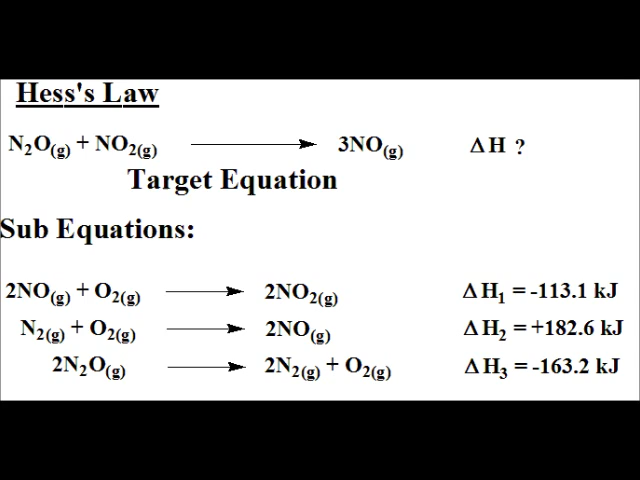 Hess's Law
N₂O(g) + NO₂(g) ⟶ 3NO(g) ΔH ?
Target Equation
Sub Equations:
2NO(g) + O₂(g) ⟶ 2NO₂(g) ΔH₁ = -113.1 kJ
N₂(g) + O₂(g) ⟶ 2NO(g) ΔH₂ = +182.6 kJ
2N₂O(g) ⟶ 2N₂(g) + O₂(g) ΔH₃ = -163.2 kJ